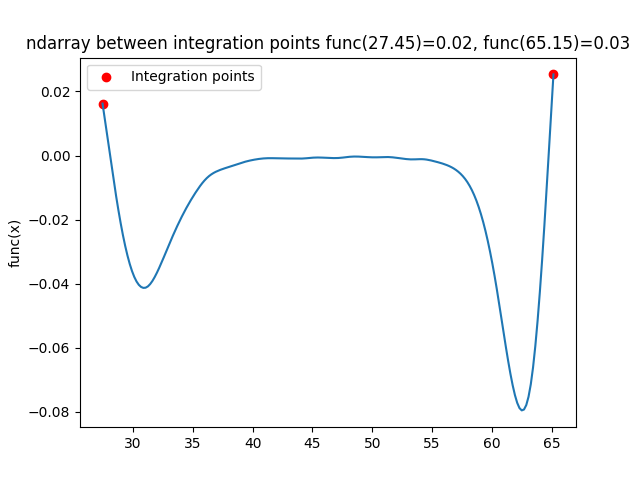 ndarray between integration points func(27.45)=0.02, func(65.15)=0.03
Integration points
0.02
0.00
−0.02
−0.04
−0.06
−0.08
func(x)
30 35 40 45 50 55 60 65